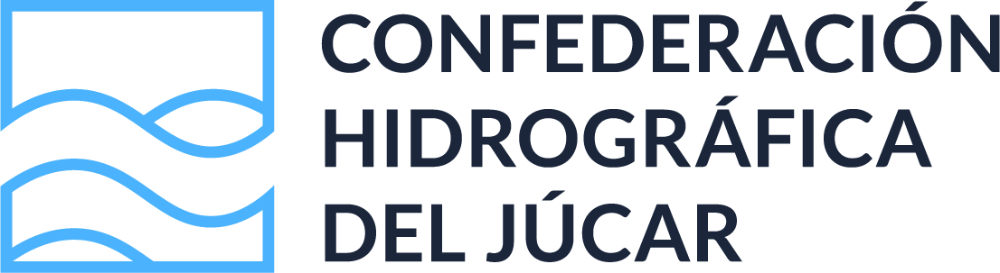 CONFEDERACIÓN
HIDROGRÁFICA
DEL JÚCAR